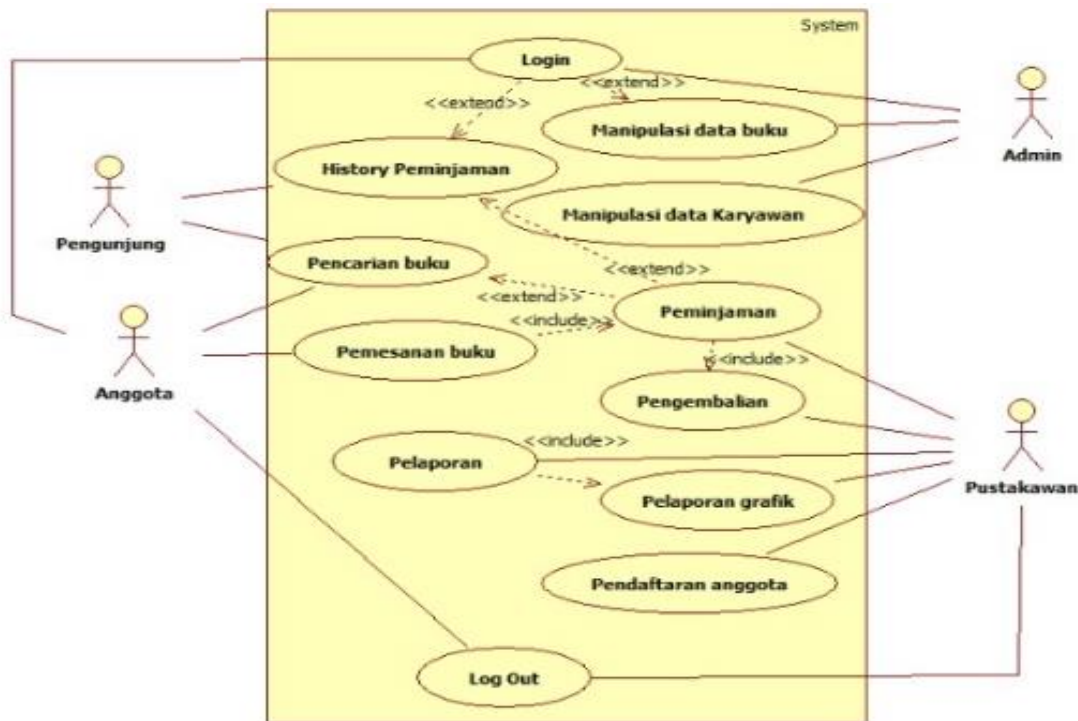 System
Login
<<extend>>
<<extend>>
Manipulasi data buku
Admin
History Peminjaman
Manipulasi data Karyawan
Pengunjung
Pencarian buku
<<extend>>
<<extend>>
Peminjaman
<<include>>
Pemesanan buku
Anggota
<<include>>
Pengembalian
<<include>>
Pelaporan
Pelaporan grafik
Pustakawan
Pendaftaran anggota
Log Out